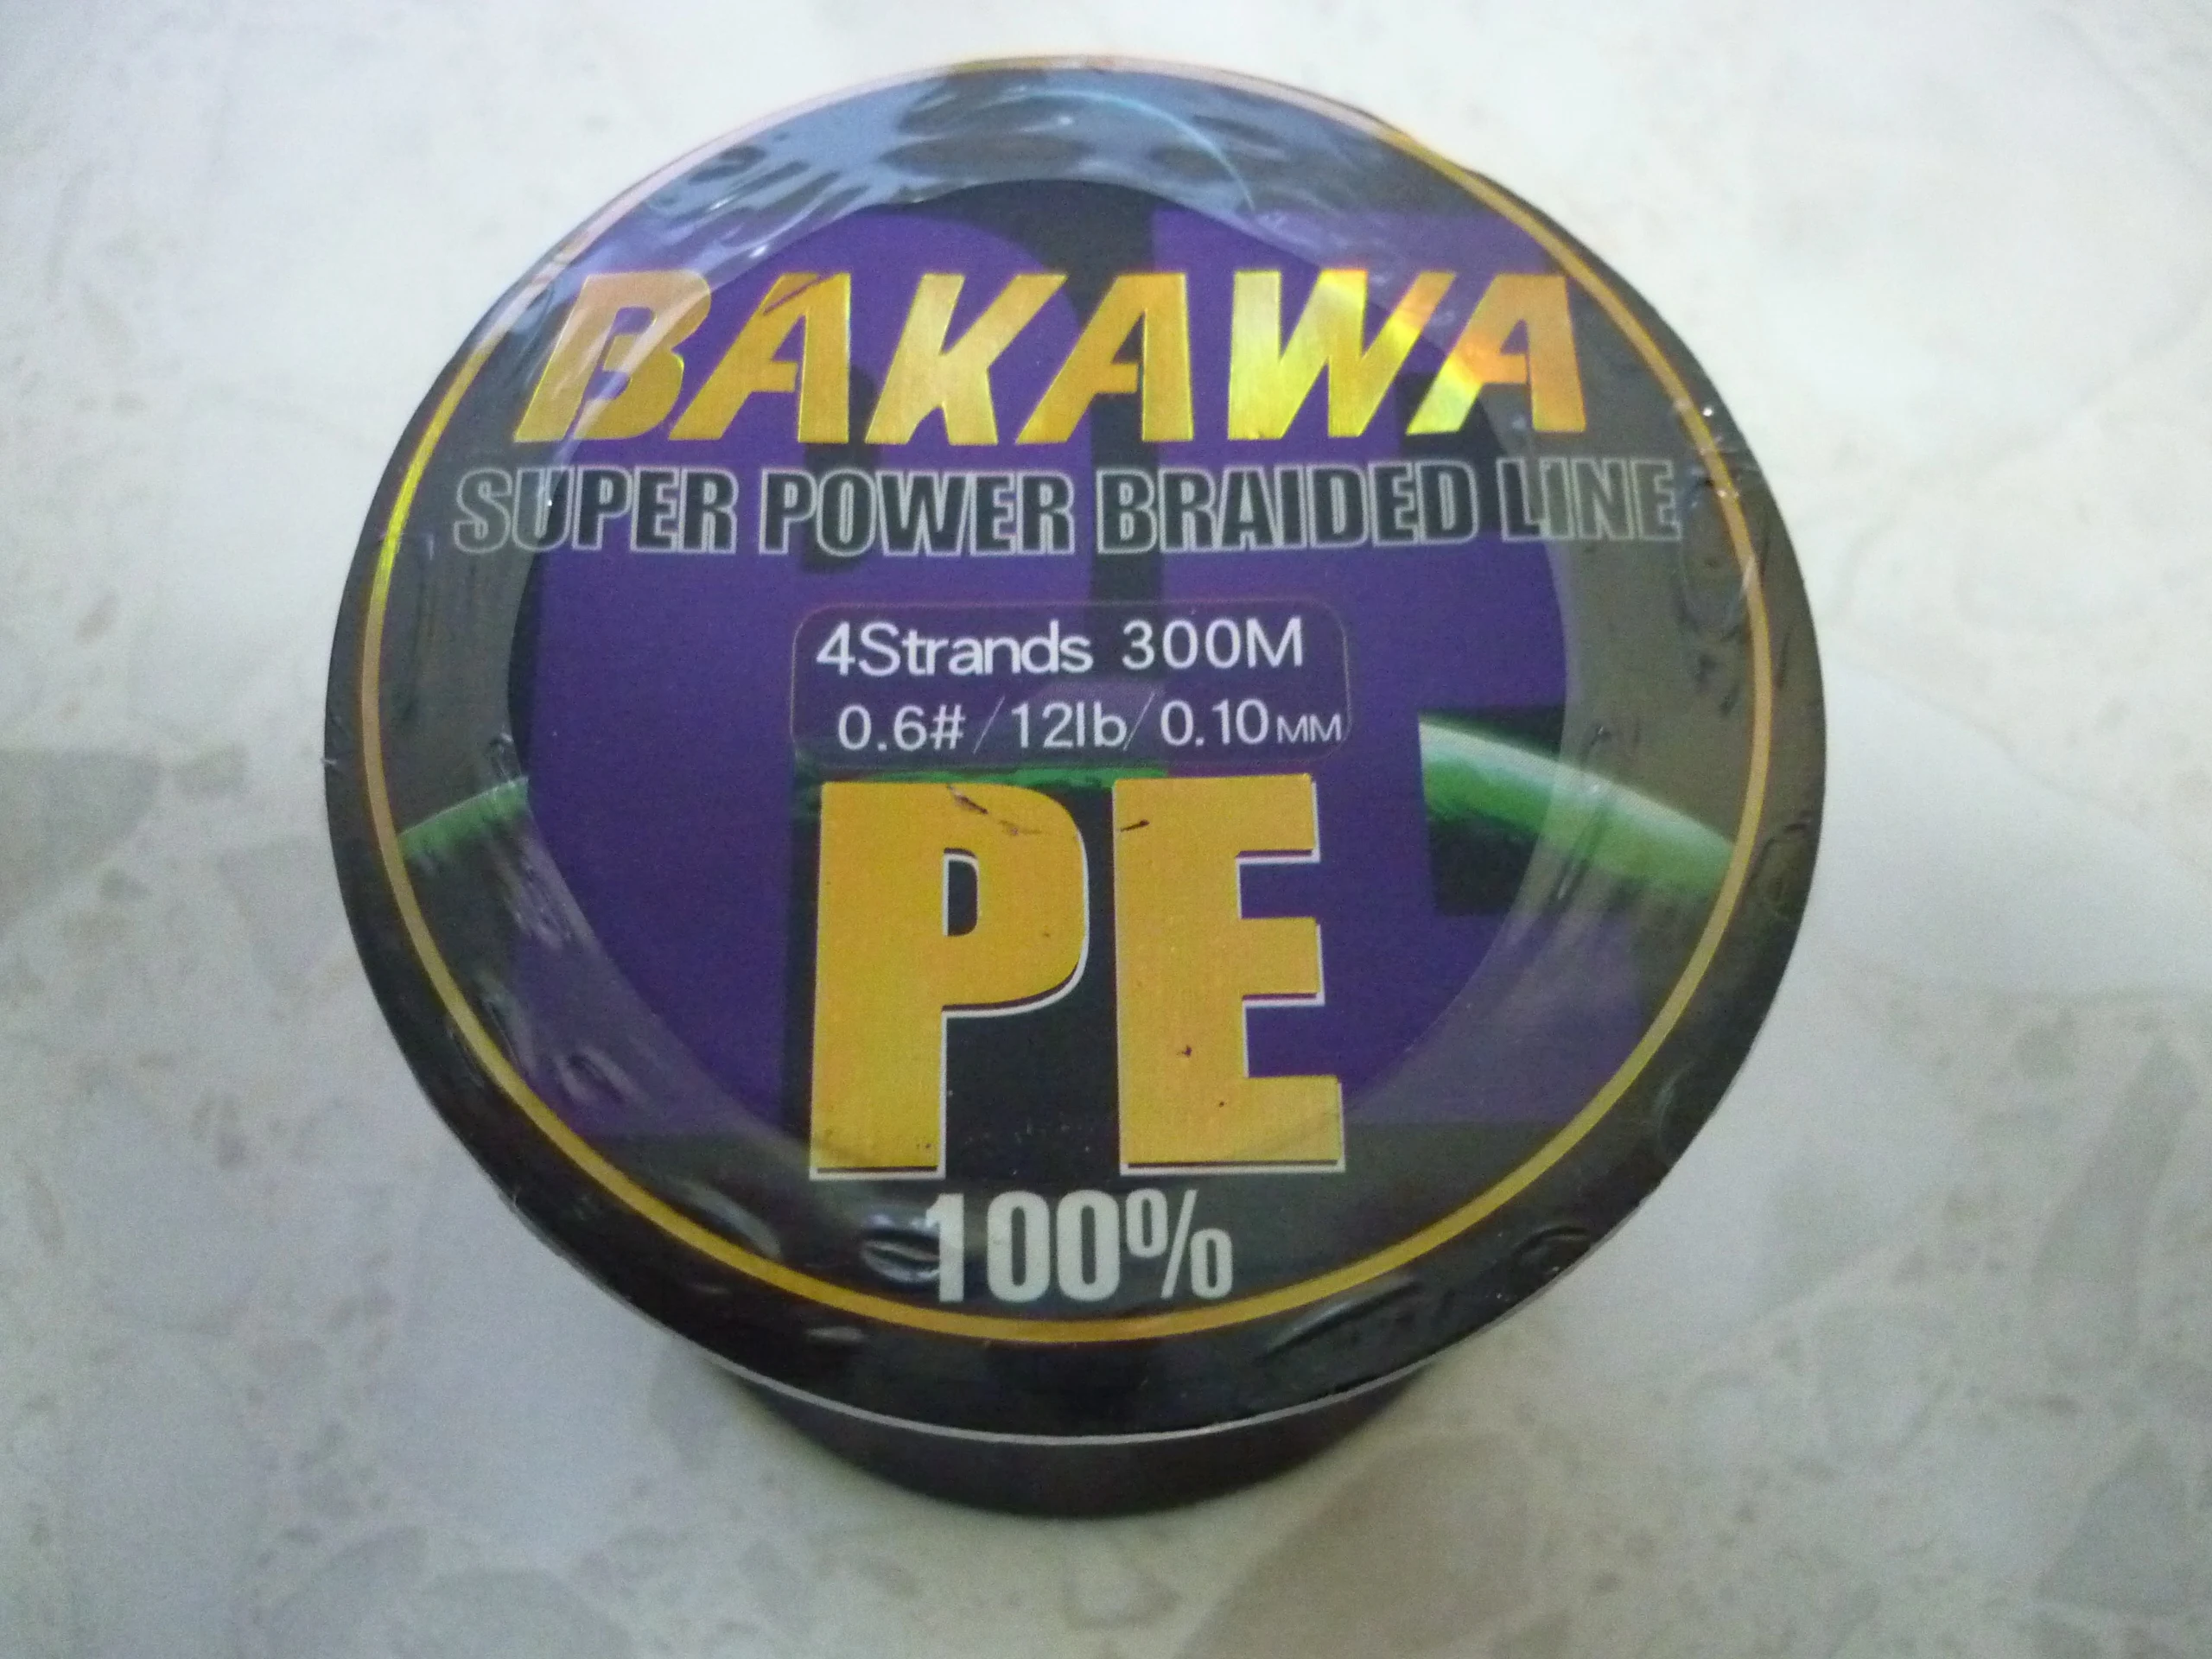 BAKAWA
SUPER POWER BRAIDED LINE
4Strands 300M
0.6#/12lb/0.10MM
PE
100%